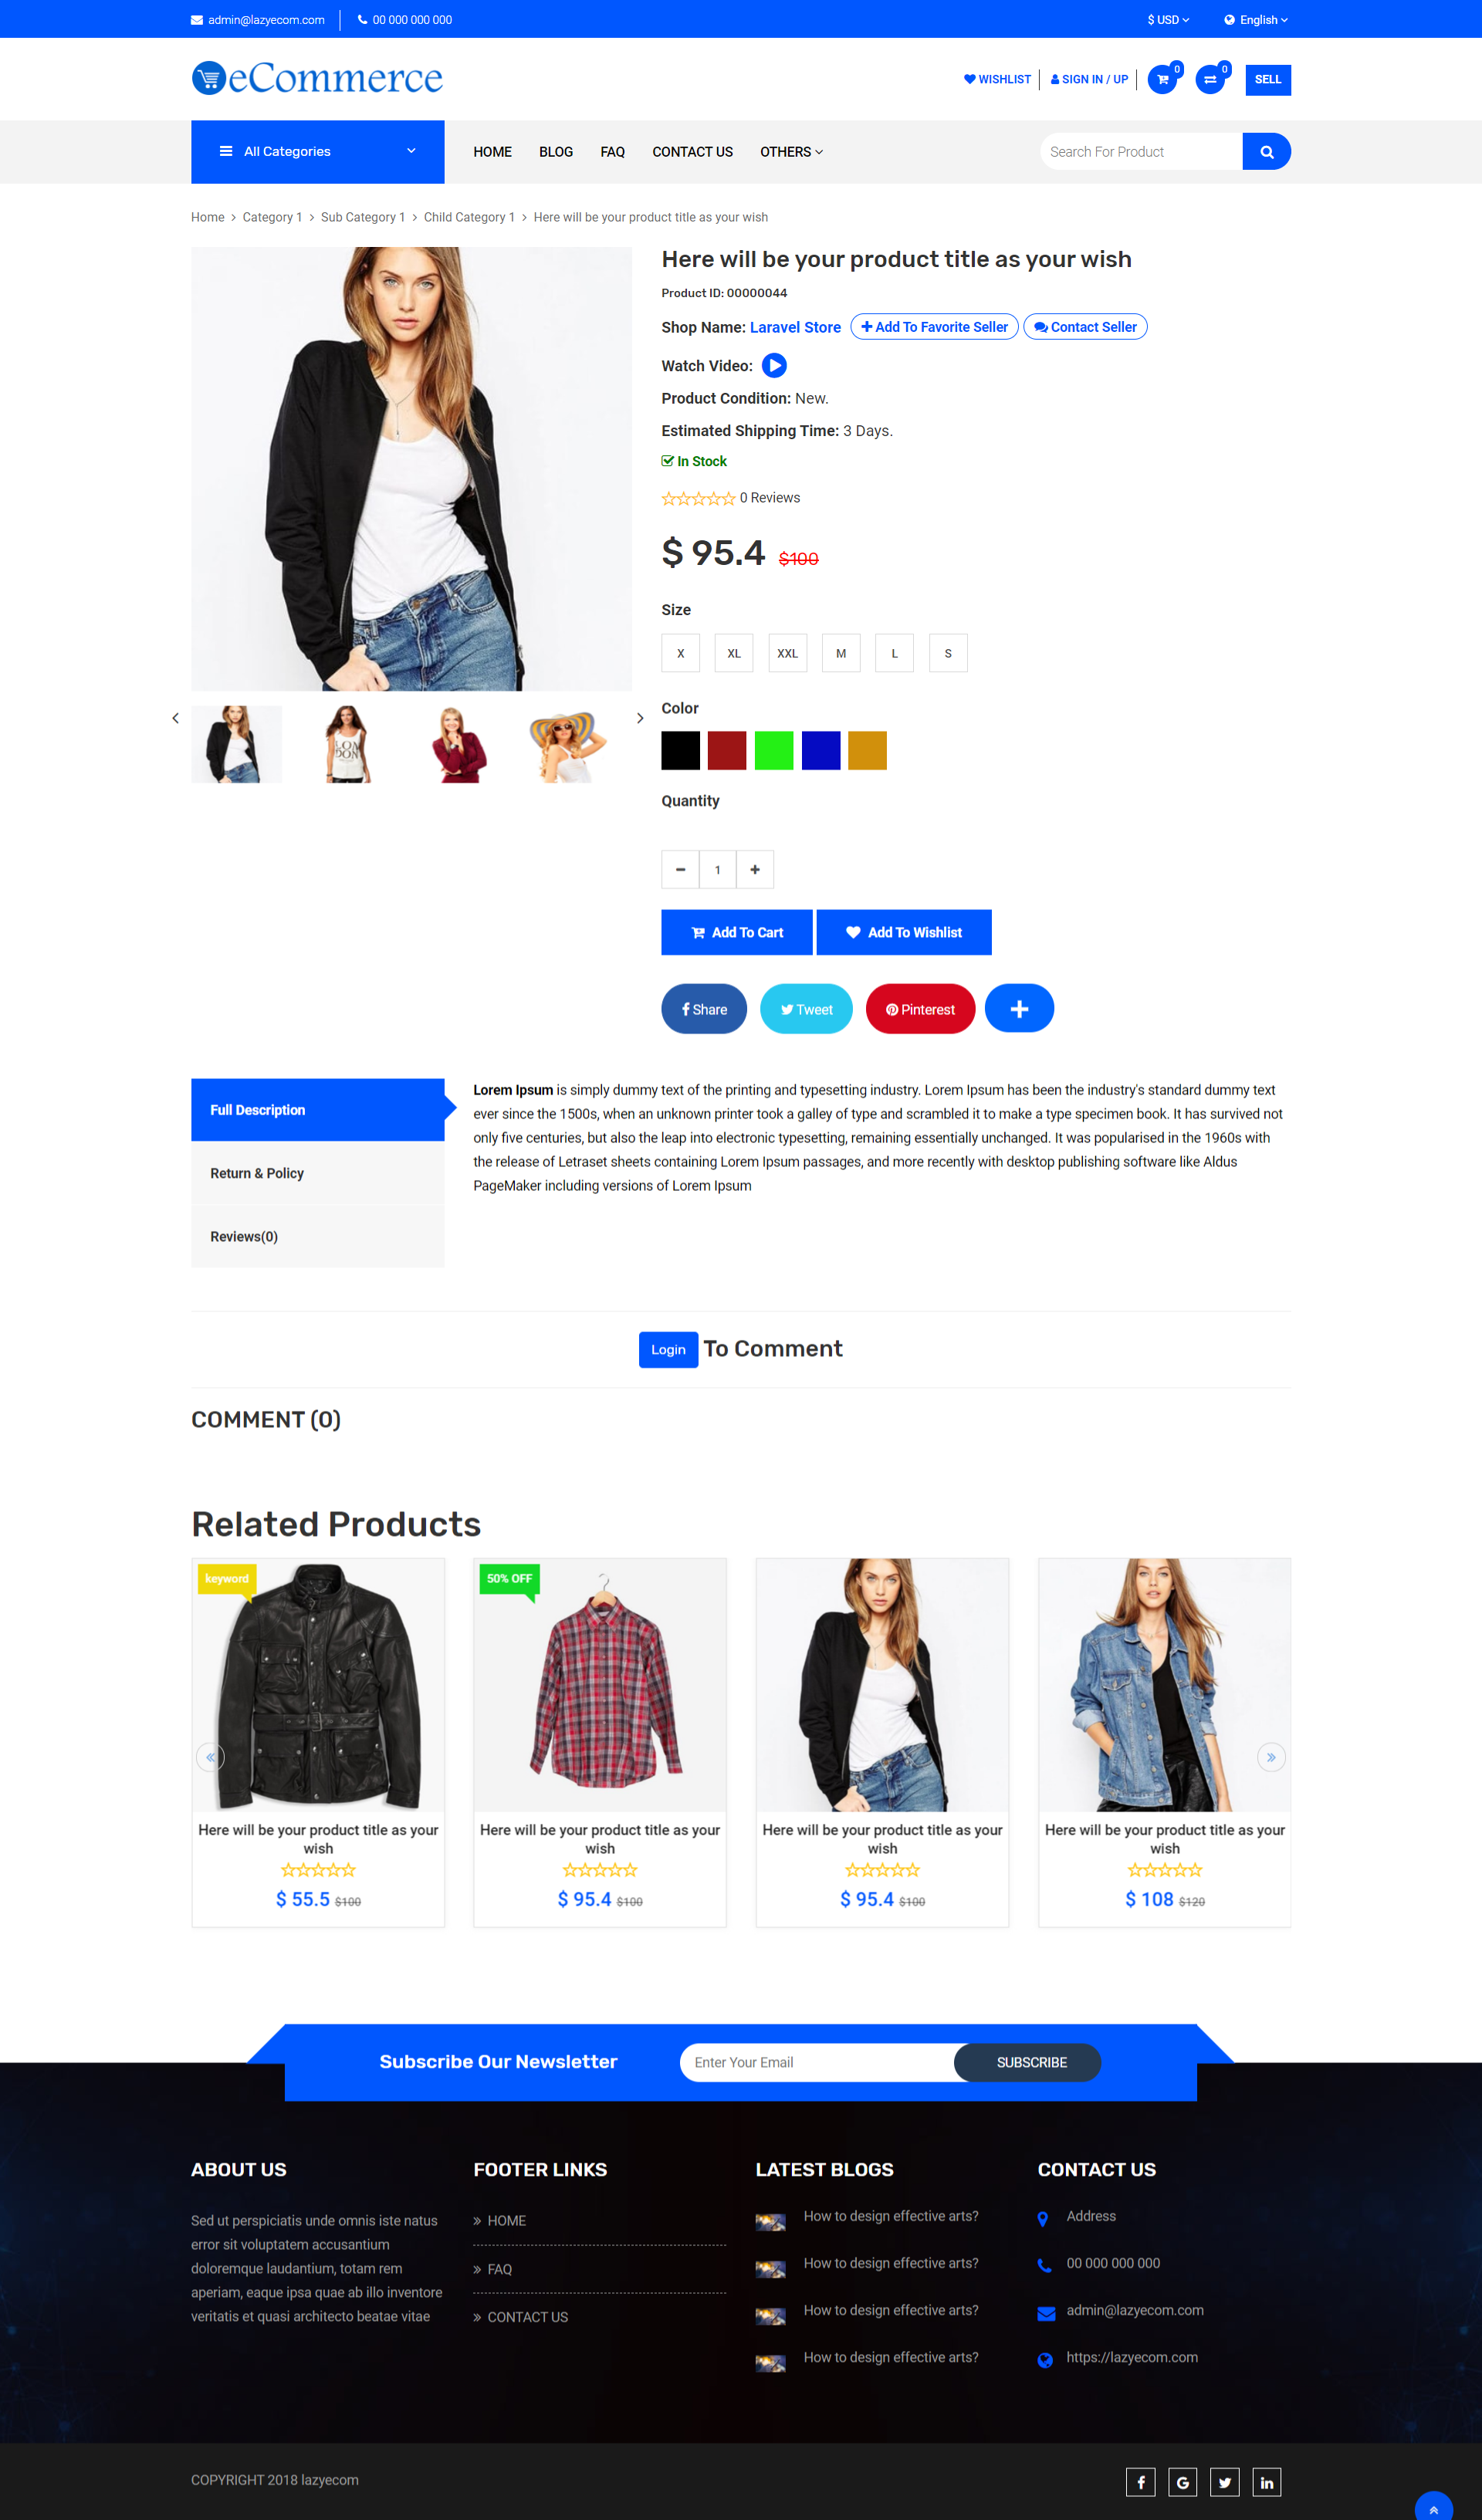 admin@lazyecom.com
00 000 000 000
$ USD
English
eCommerce
WISHLIST
SIGN IN / UP
0
0
SELL
All Categories
HOME
BLOG
FAQ
CONTACT US
OTHERS
Search For Product
Home > Category 1 > Sub Category 1 > Child Category 1 > Here will be your product title as your wish
Here will be your product title as your wish
Product ID: 00000044
Shop Name: Laravel Store
Add To Favorite Seller
Contact Seller
Watch Video:
Product Condition: New.
Estimated Shipping Time: 3 Days.
In Stock
0 Reviews
$ 95.4 $100
Size
X
XL
XXL
M
L
S
LON
DON
Color
Quantity
1
Add To Cart
Add To Wishlist
Share
Tweet
Pinterest
Full Description
Return & Policy
Reviews(0)
Lorem Ipsum is simply dummy text of the printing and typesetting industry. Lorem Ipsum has been the industry's standard dummy text
ever since the 1500s, when an unknown printer took a galley of type and scrambled it to make a type specimen book. It has survived not
only five centuries, but also the leap into electronic typesetting, remaining essentially unchanged. It was popularised in the 1960s with
the release of Letraset sheets containing Lorem Ipsum passages, and more recently with desktop publishing software like Aldus
PageMaker including versions of Lorem Ipsum
Login To Comment
COMMENT (0)
Related Products
keyword
Here will be your product title as your
wish
$ 55.5 $100
50% OFF
Here will be your product title as your
wish
$ 95.4 $100
Here will be your product title as your
wish
$ 95.4 $100
Here will be your product title as your
wish
$ 108 $120
Subscribe Our Newsletter
Enter Your Email
SUBSCRIBE
ABOUT US
Sed ut perspiciatis unde omnis iste natus
error sit voluptatem accusantium
doloremque laudantium, totam rem
aperiam, eaque ipsa quae ab illo inventore
veritatis et quasi architecto beatae vitae
FOOTER LINKS
HOME
FAQ
CONTACT US
LATEST BLOGS
How to design effective arts?
How to design effective arts?
How to design effective arts?
How to design effective arts?
CONTACT US
Address
00 000 000 000
admin@lazyecom.com
https://lazyecom.com
COPYRIGHT 2018 lazyecom